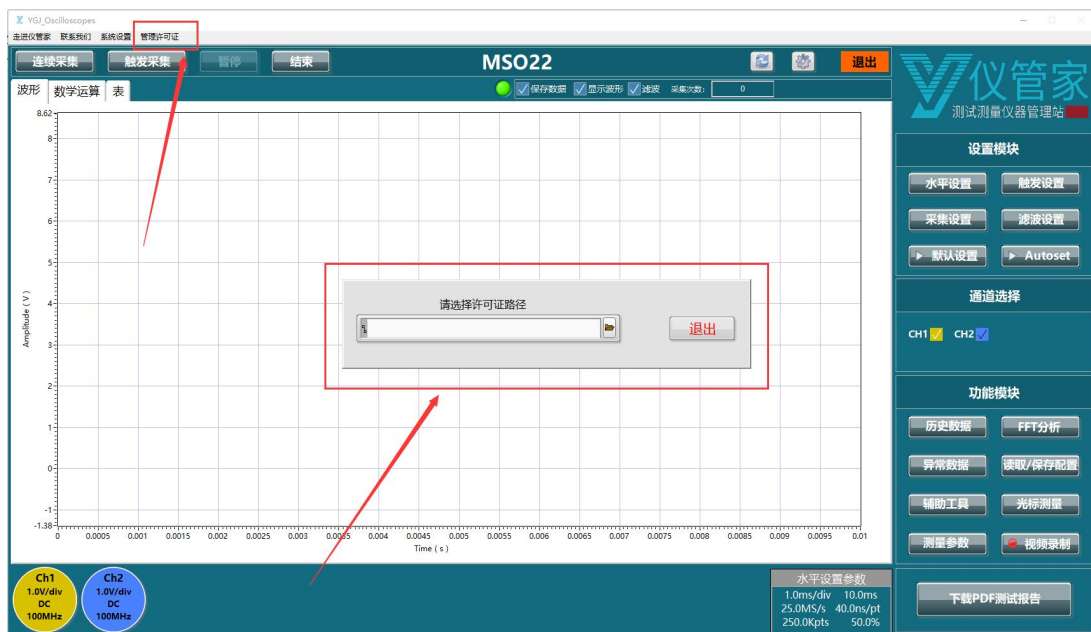 YGJ_Oscilloscopes
走进仪管家 联系我们 系统设置 管理许可证
连续采集 触发采集 暂停 结束 MSO22 退出
波形 数学运算 表
保存数据 显示波形 滤波 采集次数: 0
仪管家
测试测量仪器管理站
设置模块
水平设置 触发设置
采集设置 滤波设置
默认设置 Autoset
通道选择
CH1 CH2
功能模块
历史数据 FFT分析
异常数据 读取/保存配置
辅助工具 光标测量
测量参数 视频录制
下载PDF测试报告
Amplitude ( V )
8.62
8
7
6
5
4
3
2
1
0
-1
-1.38
请选择许可证路径
退出
0 0.0005 0.001 0.0015 0.002 0.0025 0.003 0.0035 0.004 0.0045 0.005 0.0055 0.006 0.0065 0.007 0.0075 0.008 0.0085 0.009 0.0095 0.01
Time ( s )
Ch1
1.0V/div
DC
100MHz
Ch2
1.0V/div
DC
100MHz
水平设置参数
1.0ms/div 10.0ms
25.0MS/s 40.0ns/pt
250.0Kpts 50.0%